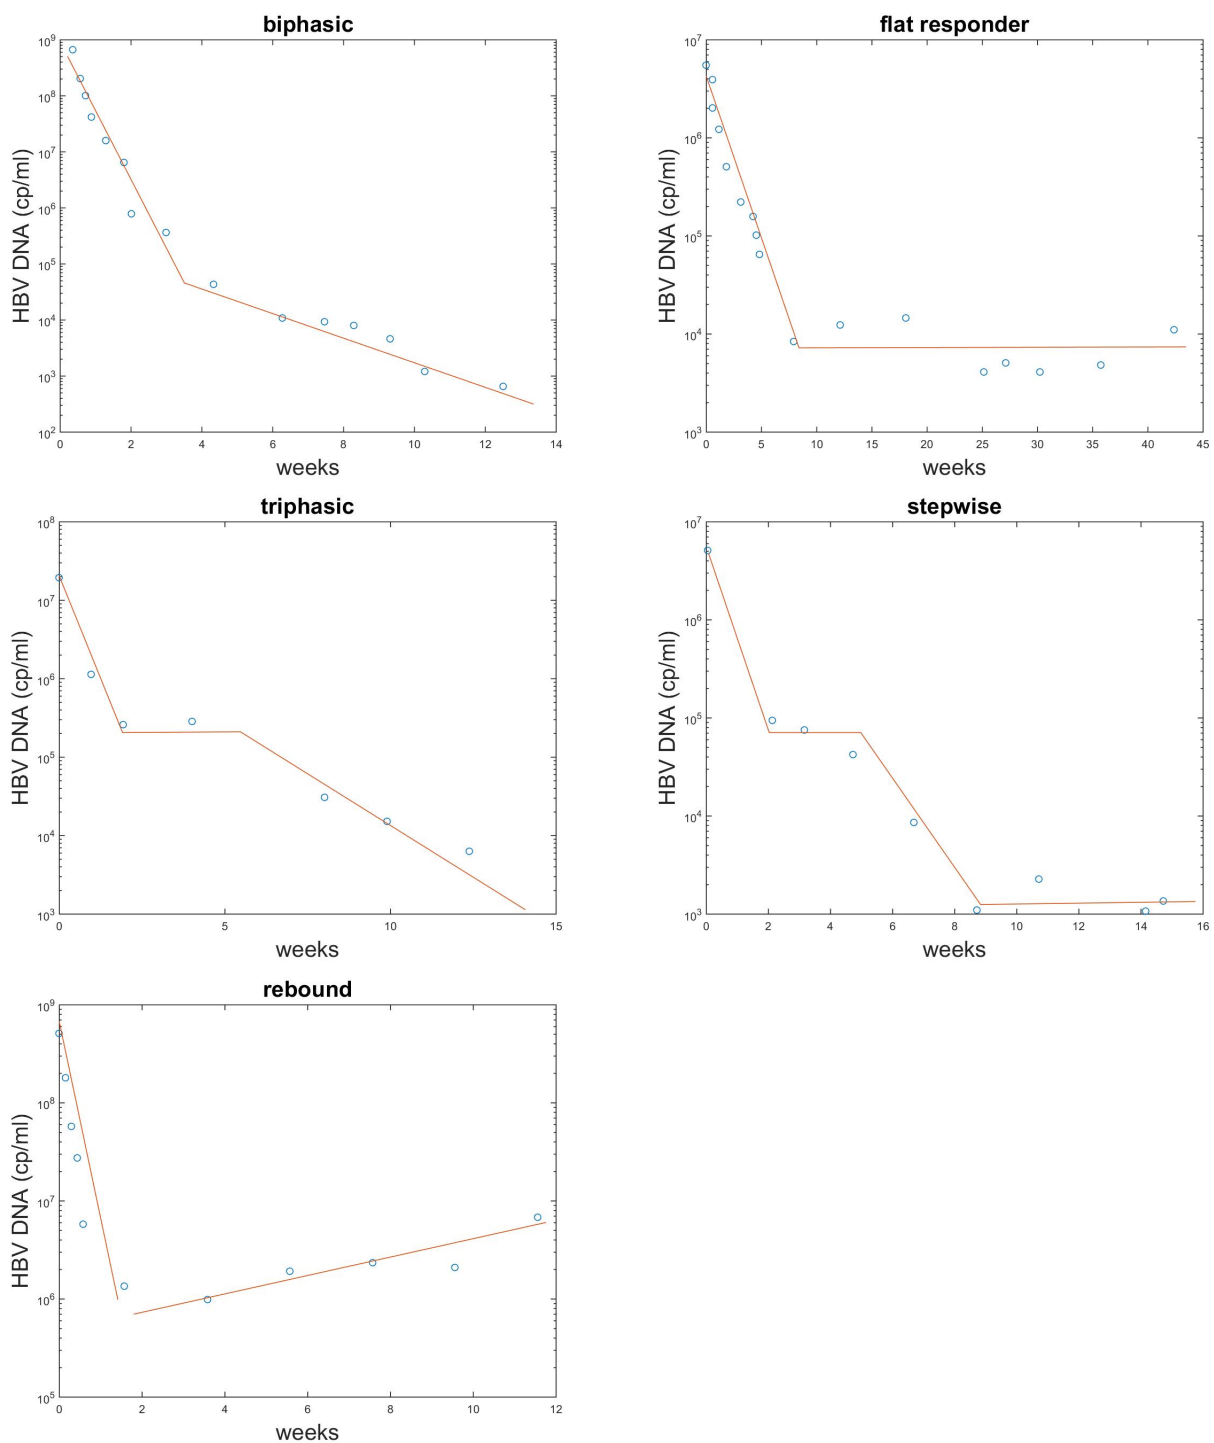 biphasic
HBV DNA (cp/ml)
10^9
10^8
10^7
10^6
10^5
10^4
10^3
10^2
0 2 4 6 8 10 12 14
weeks
flat responder
HBV DNA (cp/ml)
10^7
10^6
10^5
10^4
10^3
0 5 10 15 20 25 30 35 40 45
weeks
triphasic
HBV DNA (cp/ml)
10^8
10^7
10^6
10^5
10^4
10^3
0 5 10 15
weeks
stepwise
HBV DNA (cp/ml)
10^7
10^6
10^5
10^4
10^3
0 2 4 6 8 10 12 14 16
weeks
rebound
HBV DNA (cp/ml)
10^9
10^8
10^7
10^6
10^5
0 2 4 6 8 10 12
weeks